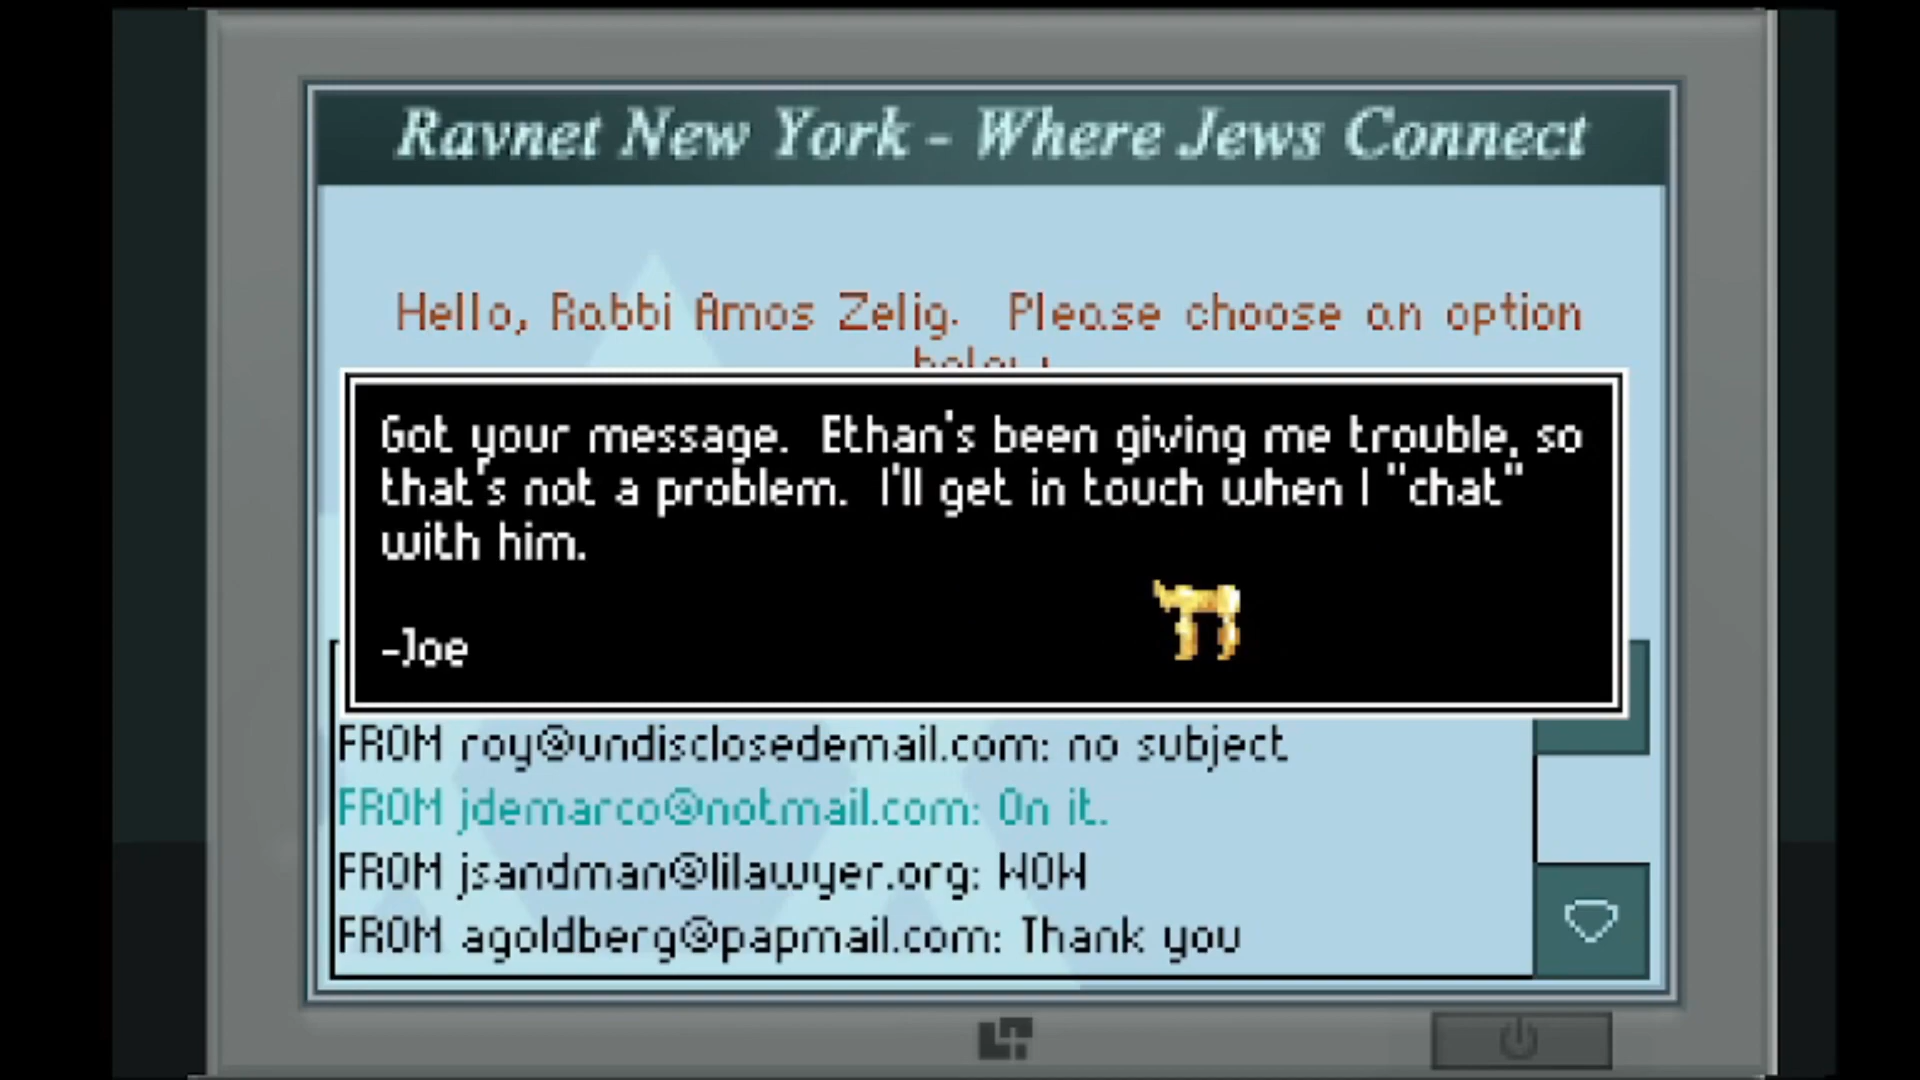 Ravnet New York - Where Jews Connect
Hello, Rabbi Amos Zelig. Please choose an option
below:
Got your message. Ethan's been giving me trouble, so
that's not a problem. I'll get in touch when I "chat"
with him.
-Joe
FROM roy@undisclosedemail.com: no subject
FROM jdemarco@notmail.com: On it.
FROM jsandman@lilawyer.org: WOW
FROM agoldberg@papmail.com: Thank you